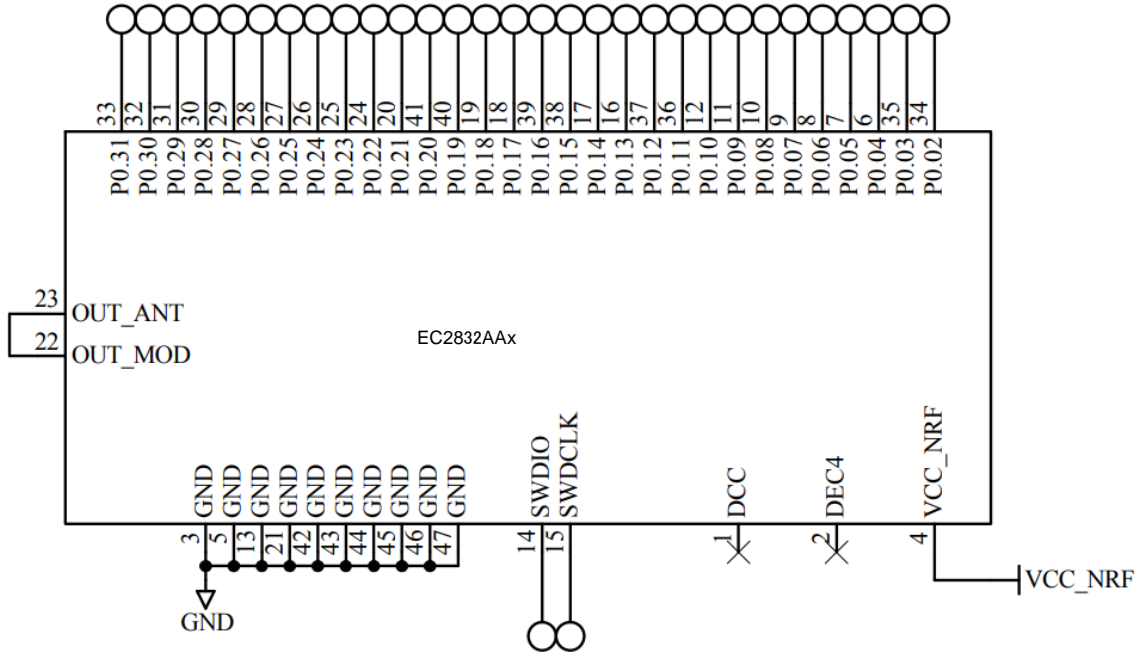 33 32 31 30 29 28 27 26 25 24 20 41 40 19 18 39 38 17 16 37 36 12 11 10 9 8 7 6 35 34
P0.31 P0.30 P0.29 P0.28 P0.27 P0.26 P0.25 P0.24 P0.23 P0.22 P0.21 P0.20 P0.19 P0.18 P0.17 P0.16 P0.15 P0.14 P0.13 P0.12 P0.11 P0.10 P0.09 P0.08 P0.07 P0.06 P0.05 P0.04 P0.03 P0.02
23 OUT_ANT
EC2832AAx
22 OUT_MOD
GND GND GND GND GND GND GND GND GND GND SWDIO SWDCLK DCC DEC4 VCC_NRF
3 5 13 21 42 43 44 45 46 47 14 15 1 2 4
VCC_NRF
GND